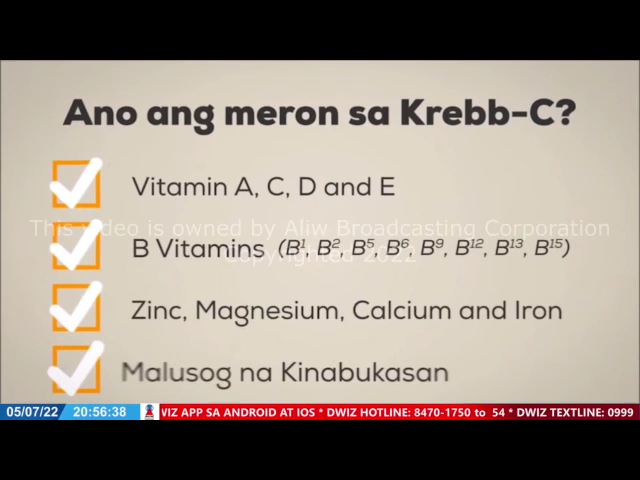 Ano ang meron sa Krebb-C?
Vitamin A, C, D and E
This video is owned by Aliw Broadcasting Corporation
B Vitamins (B1, B2, B5, B6, B9, B12, B13, B15)
Copyrighted 2022
Zinc, Magnesium, Calcium and Iron
Malusog na Kinabukasan
05/07/22 20:56:38 VIZ APP SA ANDROID AT IOS * DWIZ HOTLINE: 8470-1750 to 54 * DWIZ TEXTLINE: 0999